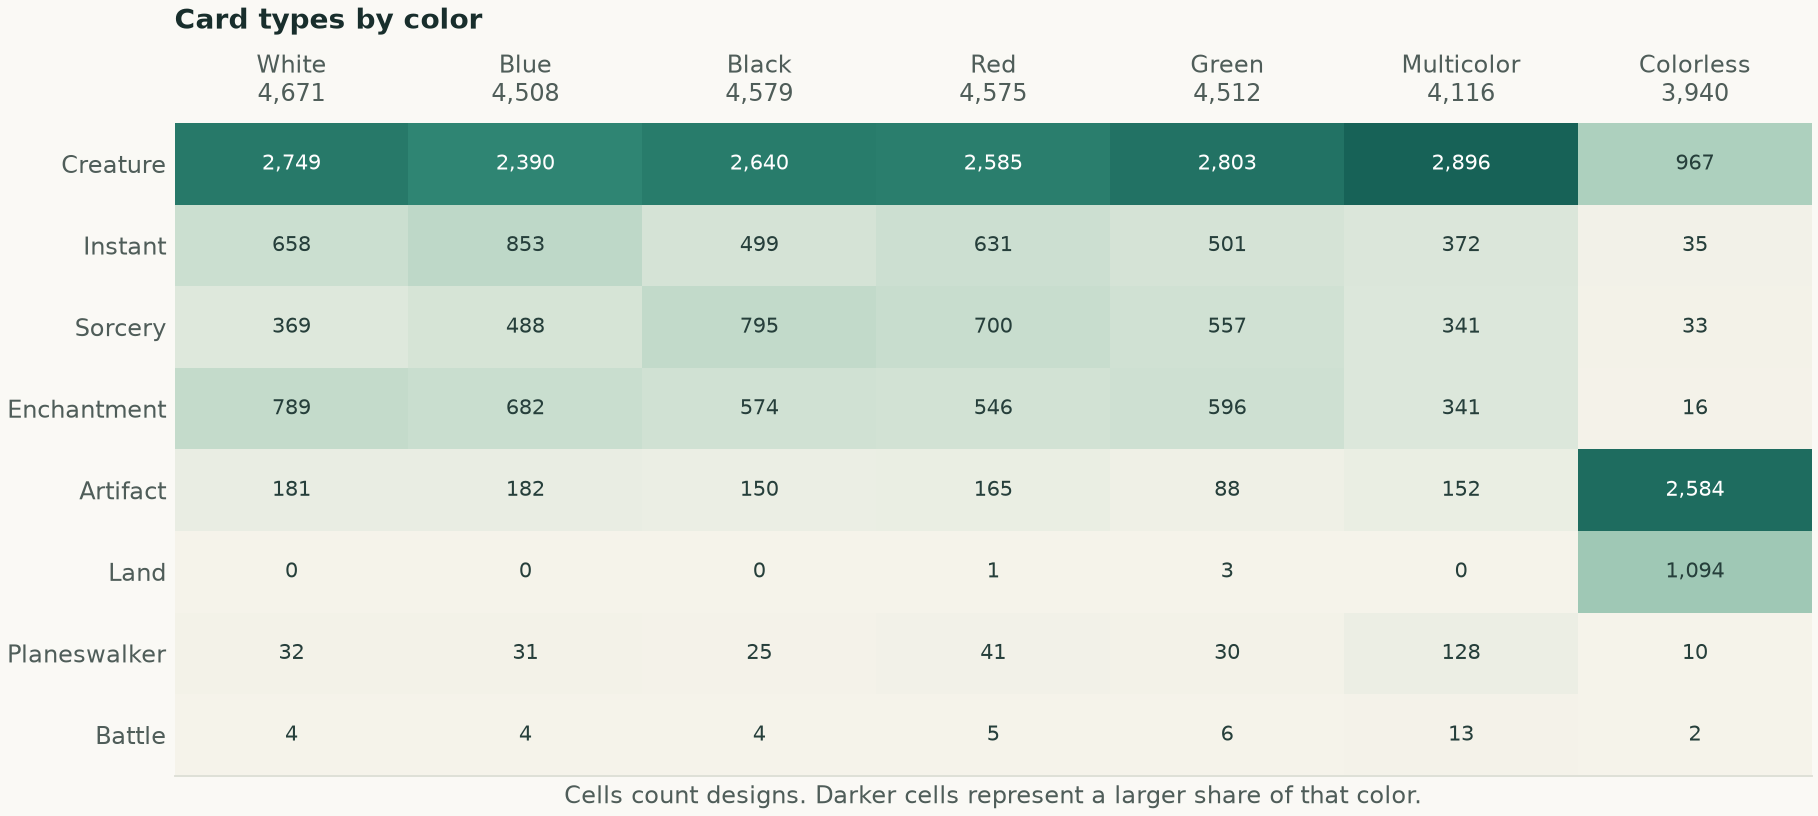 Card types by color
White Blue Black Red Green Multicolor Colorless
4,671 4,508 4,579 4,575 4,512 4,116 3,940
Creature 2,749 2,390 2,640 2,585 2,803 2,896 967
Instant 658 853 499 631 501 372 35
Sorcery 369 488 795 700 557 341 33
Enchantment 789 682 574 546 596 341 16
Artifact 181 182 150 165 88 152 2,584
Land 0 0 0 1 3 0 1,094
Planeswalker 32 31 25 41 30 128 10
Battle 4 4 4 5 6 13 2
Cells count designs. Darker cells represent a larger share of that color.